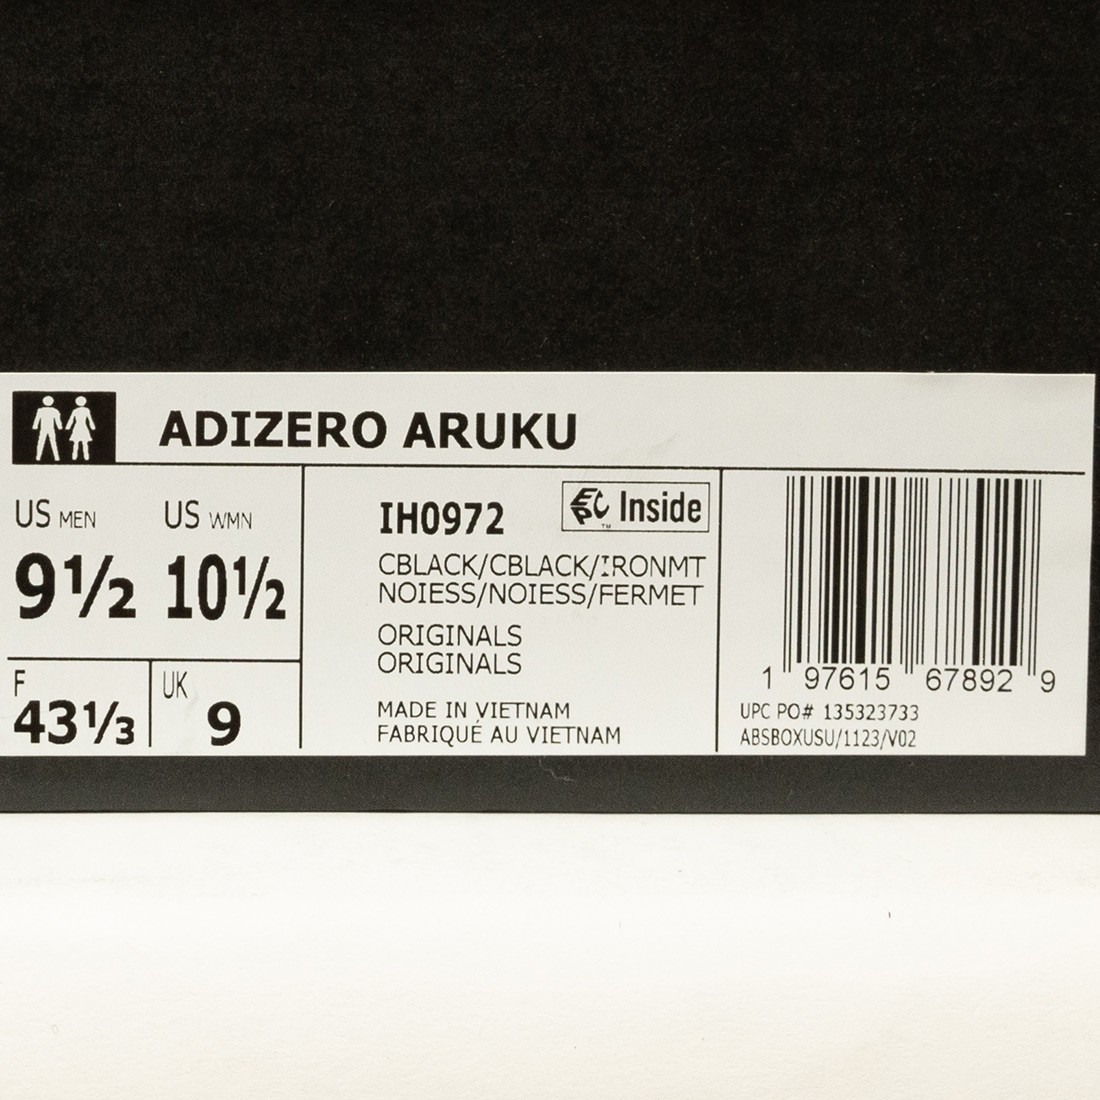 ADIZERO ARUKU
US MEN US WMN
9½ 10½
F UK
43⅓ 9
IH0972
EPC™ Inside
CBLACK/CBLACK/IRONMT
NOIESS/NOIESS/FERMET
ORIGINALS
ORIGINALS
MADE IN VIETNAM
FABRIQUÉ AU VIETNAM
1 97615 67892 9
UPC PO# 135323733
ABSBOXUSU/1123/V02